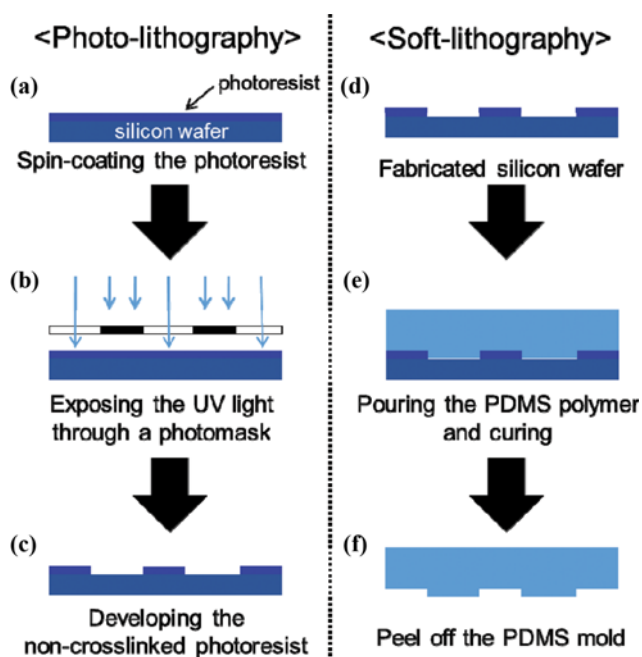 <Photo-lithography>
(a)
photoresist
silicon wafer
Spin-coating the photoresist
(b)
Exposing the UV light
through a photomask
(c)
Developing the
non-crosslinked photoresist
<Soft-lithography>
(d)
Fabricated silicon wafer
(e)
Pouring the PDMS polymer
and curing
(f)
Peel off the PDMS mold